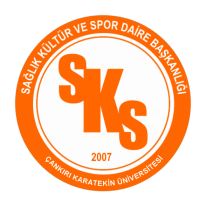 SAĞLIK KÜLTÜR VE SPOR DAİRE BAŞKANLIĞI
SKS
2007
ÇANKIRI KARATEKİN ÜNİVERSİTESİ